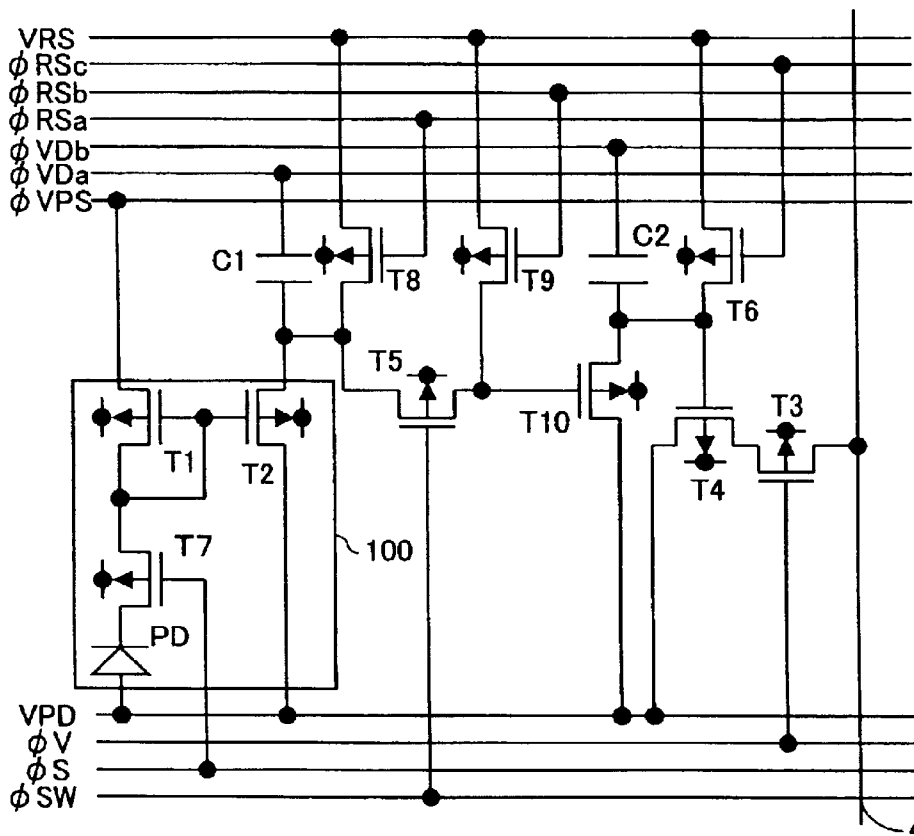 VRS
φRSc
φRSb
φRSa
φVDb
φVDa
φVPS
C1
T8
T9
C2
T6
T5
T10
T3
T4
T1
T2
T7
100
PD
VPD
φV
φS
φSW